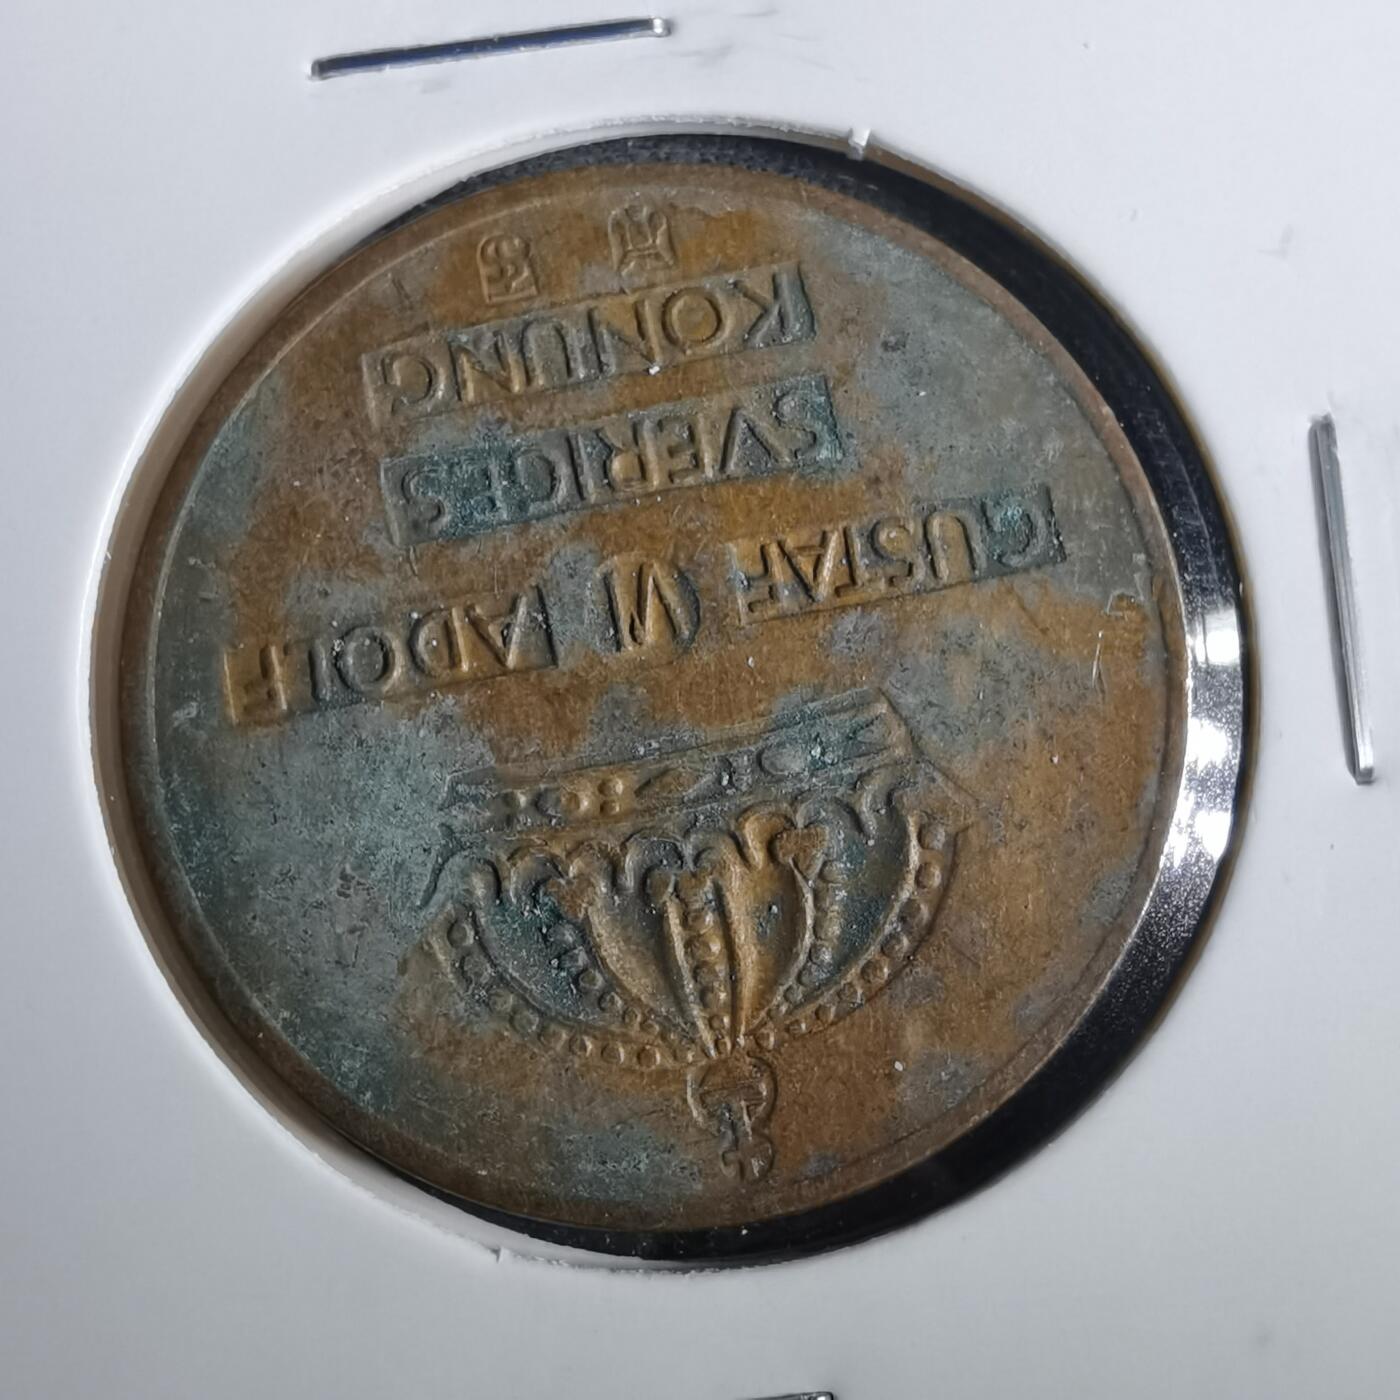 GUSTAF VI ADOLF
SVERIGES
KONUNG